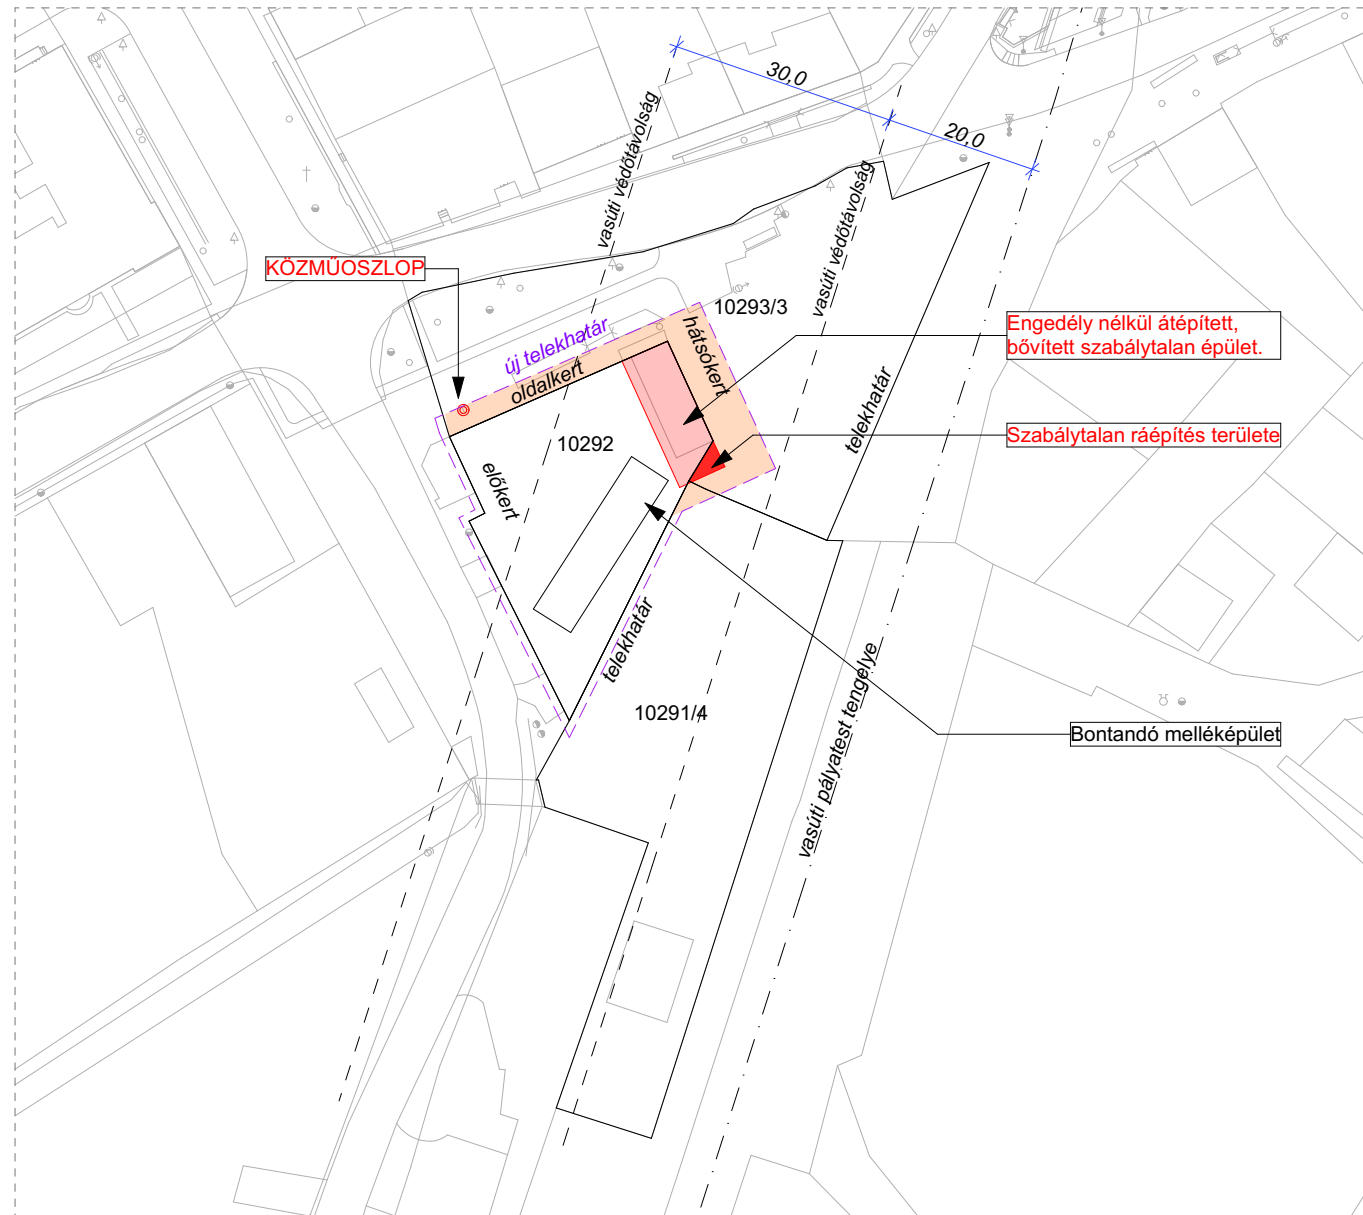 30,0
20,0
vasúti védőtávolság
vasúti védőtávolság
KÖZMŰOSZLOP
10293/3
új telekhatár
oldalkert
hátsókert
Engedély nélkül átépített,
bővített szabálytalan épület.
telekhatár
10292
Szabálytalan ráépítés területe
előkert
telekhatár
10291/4
vasúti pályatest tengelye
Bontandó melléképület